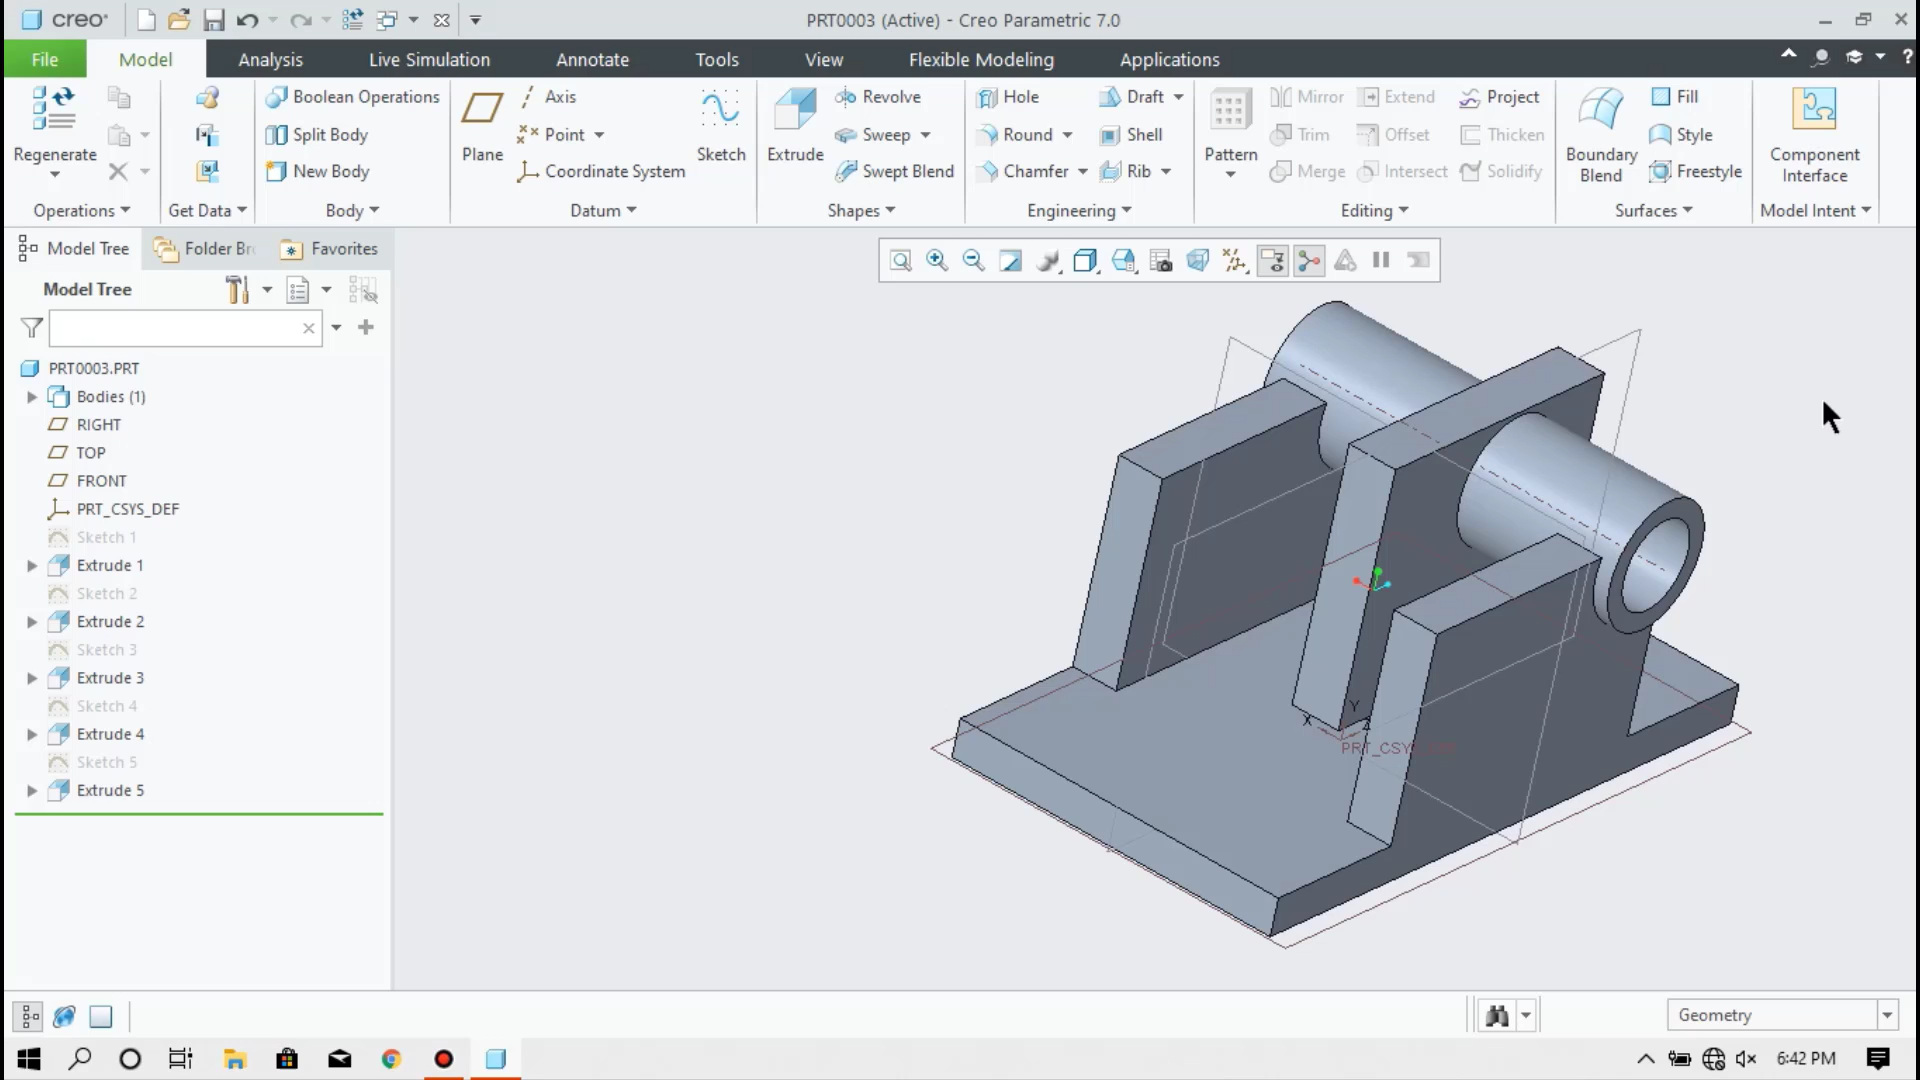 creo
PRT0003 (Active) - Creo Parametric 7.0
File Model Analysis Live Simulation Annotate Tools View Flexible Modeling Applications
?
Regenerate
Operations
Get Data
Boolean Operations
Split Body
New Body
Body
Plane
Axis
Point
Coordinate System
Sketch
Datum
Extrude
Revolve
Sweep
Swept Blend
Shapes
Hole
Round
Chamfer
Draft
Shell
Rib
Engineering
Pattern
Mirror
Trim
Merge
Extend
Offset
Intersect
Project
Thicken
Solidify
Editing
Boundary
Blend
Fill
Style
Freestyle
Surfaces
Component
Interface
Model Intent
Model Tree
Folder Br
Favorites
Model Tree
PRT0003.PRT
Bodies (1)
RIGHT
TOP
FRONT
PRT_CSYS_DEF
Sketch 1
Extrude 1
Sketch 2
Extrude 2
Sketch 3
Extrude 3
Sketch 4
Extrude 4
Sketch 5
Extrude 5
Y
X
Geometry
6:42 PM